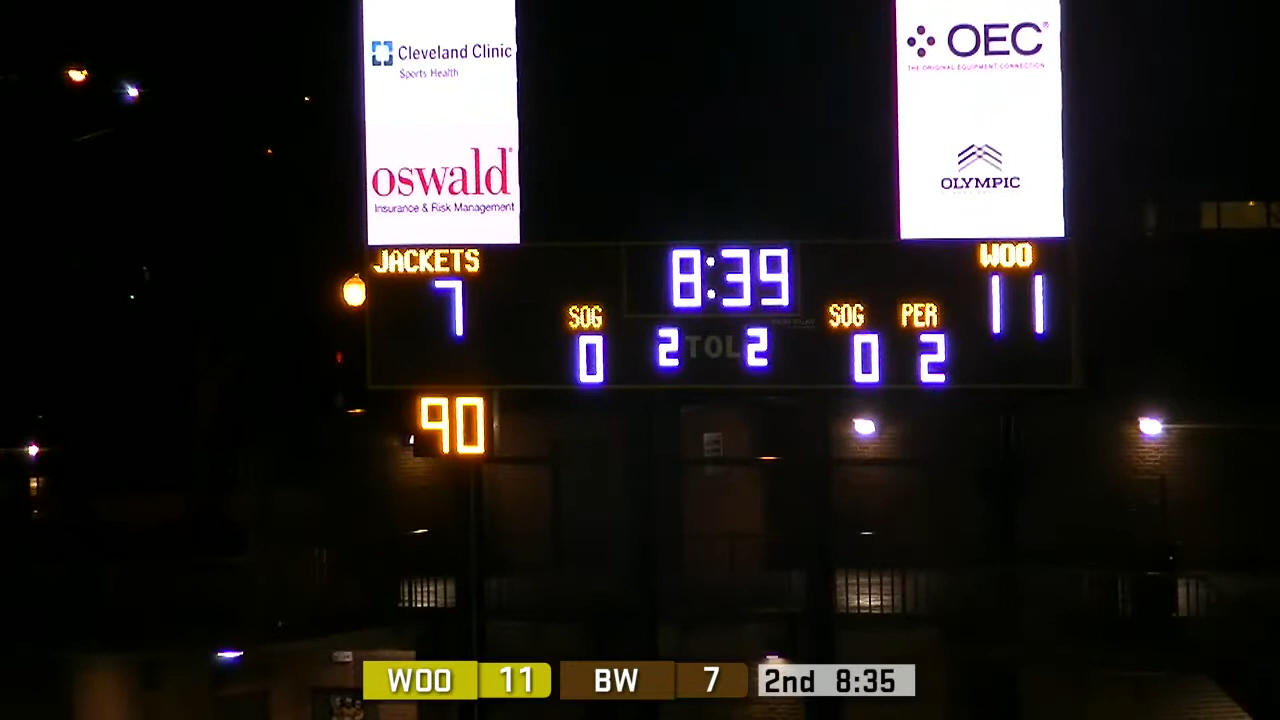 Cleveland Clinic
Sports Health
oswald
Insurance & Risk Management
OEC
THE ORIGINAL EQUIPMENT CONNECTION
OLYMPIC
JACKETS
8:39
WOO
7
11
SOG
SOG
PER
0
2 TOL 2
0
2
90
WOO 11 BW 7 2nd 8:35